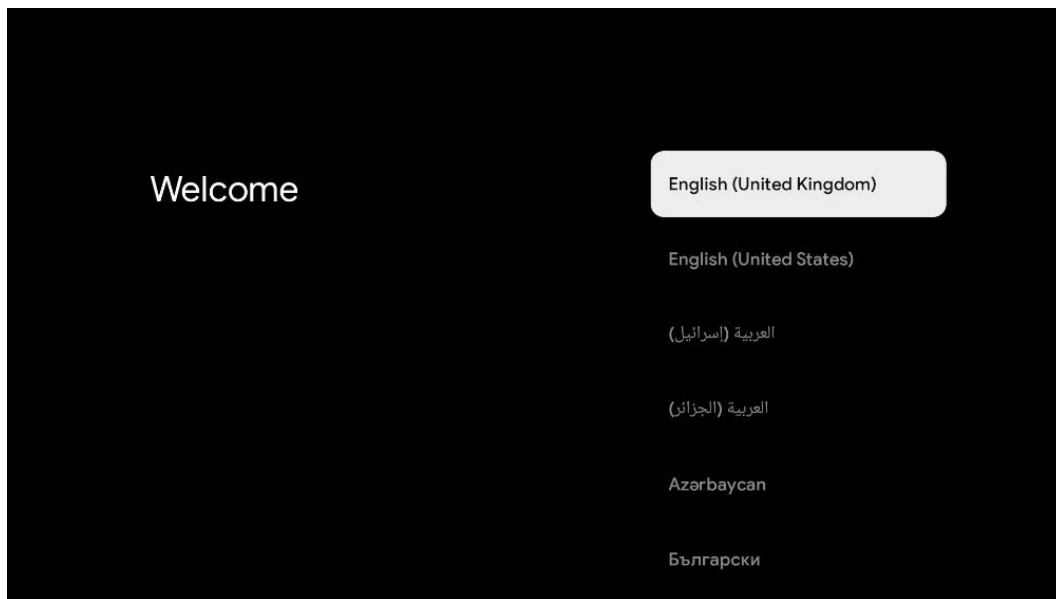 Welcome
English (United Kingdom)
English (United States)
العربية (إسرائيل)
العربية (الجزائر)
Azərbaycan
Български